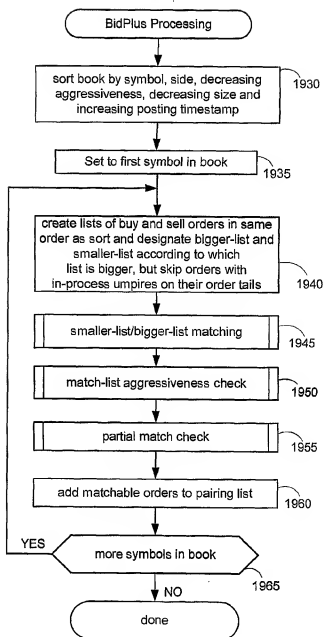 BidPlus Processing
sort book by symbol, side, decreasing
aggressiveness, decreasing size and
increasing posting timestamp
1930
Set to first symbol in book
1935
create lists of buy and sell orders in same
order as sort and designate bigger-list and
smaller-list according to which
list is bigger, but skip orders with
in-process umpires on their order tails
1940
smaller-list/bigger-list matching
1945
match-list aggressiveness check
1950
partial match check
1955
add matchable orders to pairing list
1960
YES
more symbols in book
1965
NO
done